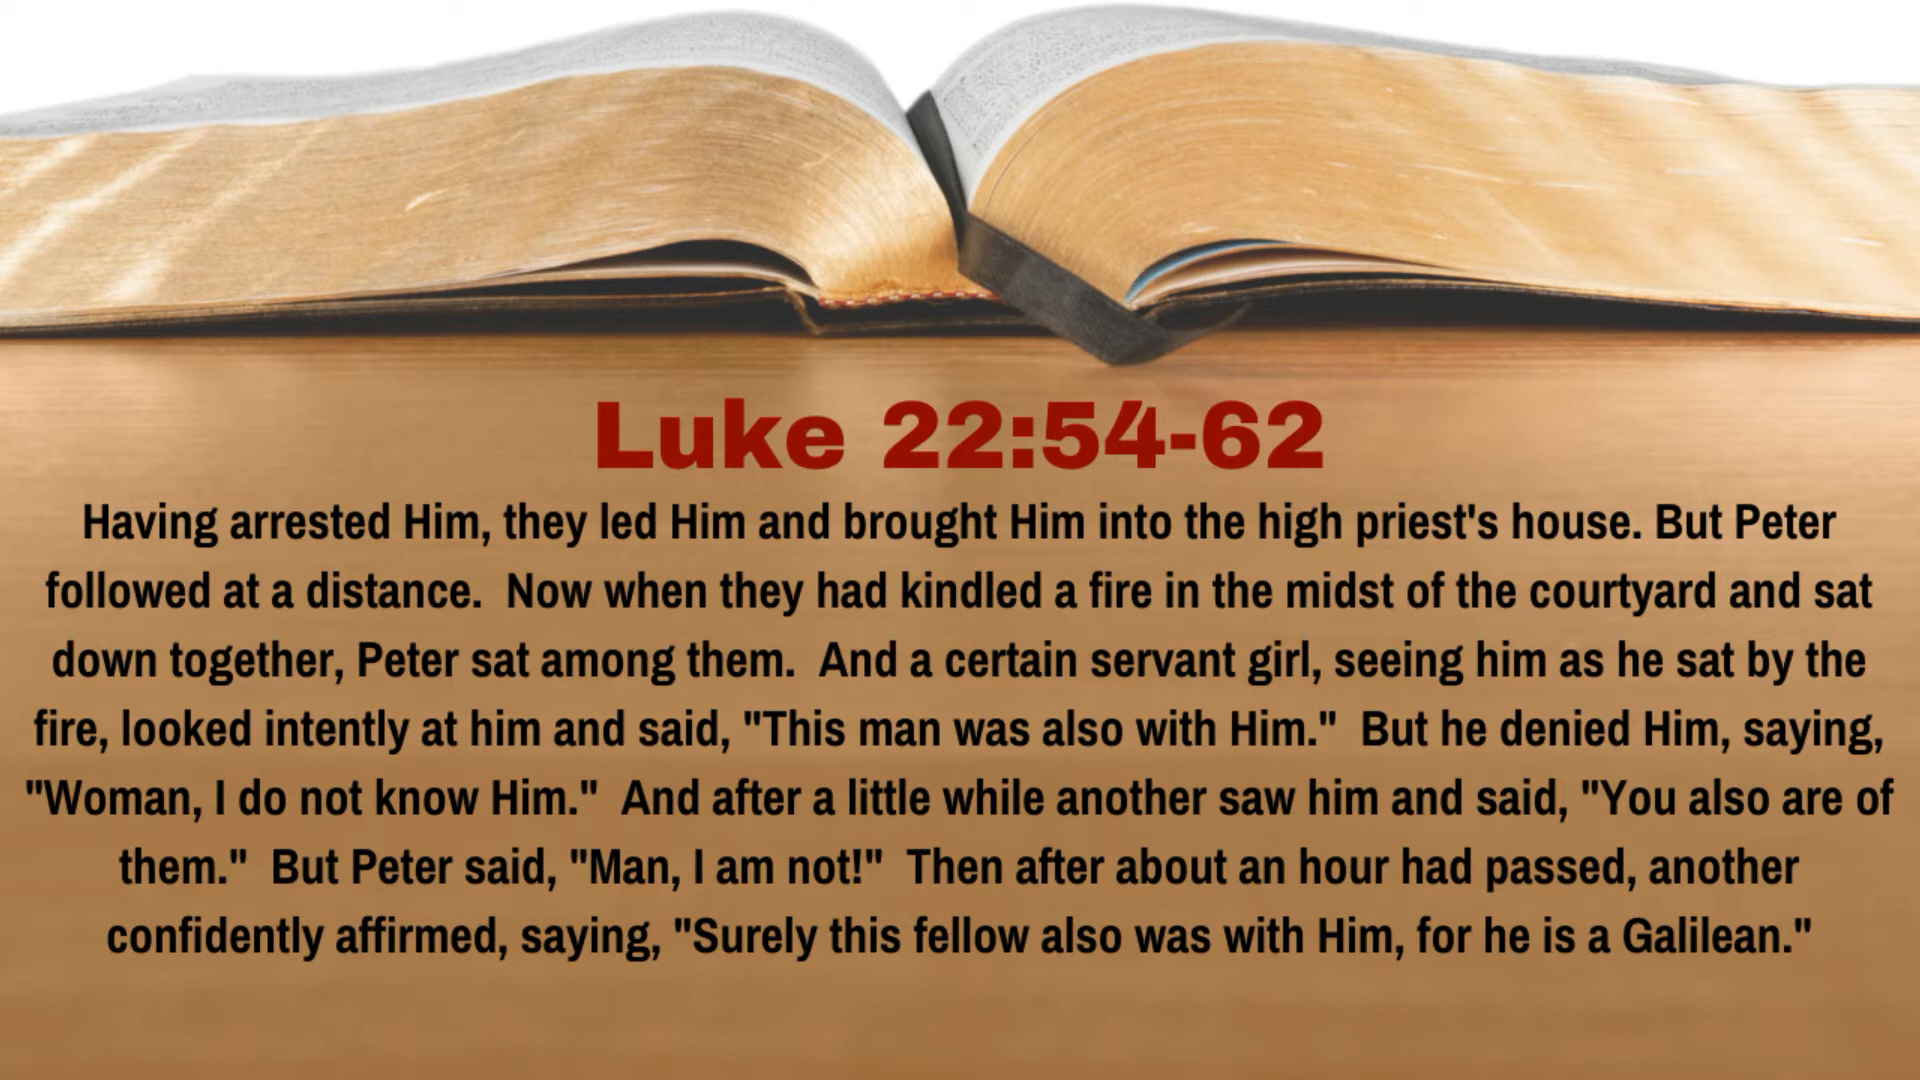 Luke 22:54-62
Having arrested Him, they led Him and brought Him into the high priest's house. But Peter
followed at a distance.  Now when they had kindled a fire in the midst of the courtyard and sat
down together, Peter sat among them.  And a certain servant girl, seeing him as he sat by the
fire, looked intently at him and said, "This man was also with Him."  But he denied Him, saying,
"Woman, I do not know Him."  And after a little while another saw him and said, "You also are of
them."  But Peter said, "Man, I am not!"  Then after about an hour had passed, another
confidently affirmed, saying, "Surely this fellow also was with Him, for he is a Galilean."